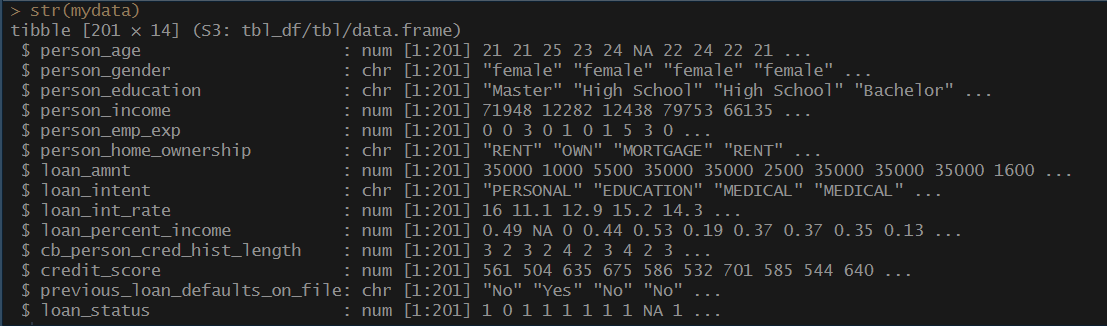 > str(mydata)
tibble [201 × 14] (S3: tbl_df/tbl/data.frame)
 $ person_age                    : num [1:201] 21 21 25 23 24 NA 22 24 22 21 ...
 $ person_gender                 : chr [1:201] "female" "female" "female" "female" ...
 $ person_education              : chr [1:201] "Master" "High School" "High School" "Bachelor" ...
 $ person_income                 : num [1:201] 71948 12282 12438 79753 66135 ...
 $ person_emp_exp                : num [1:201] 0 0 3 0 1 0 1 5 3 0 ...
 $ person_home_ownership         : chr [1:201] "RENT" "OWN" "MORTGAGE" "RENT" ...
 $ loan_amnt                     : num [1:201] 35000 1000 5500 35000 35000 2500 35000 35000 35000 1600 ...
 $ loan_intent                   : chr [1:201] "PERSONAL" "EDUCATION" "MEDICAL" "MEDICAL" ...
 $ loan_int_rate                 : num [1:201] 16 11.1 12.9 15.2 14.3 ...
 $ loan_percent_income           : num [1:201] 0.49 NA 0 0.44 0.53 0.19 0.37 0.37 0.35 0.13 ...
 $ cb_person_cred_hist_length    : num [1:201] 3 2 3 2 4 2 3 4 2 3 ...
 $ credit_score                  : num [1:201] 561 504 635 675 586 532 701 585 544 640 ...
 $ previous_loan_defaults_on_file: chr [1:201] "No" "Yes" "No" "No" ...
 $ loan_status                   : num [1:201] 1 0 1 1 1 1 1 1 NA 1 ...